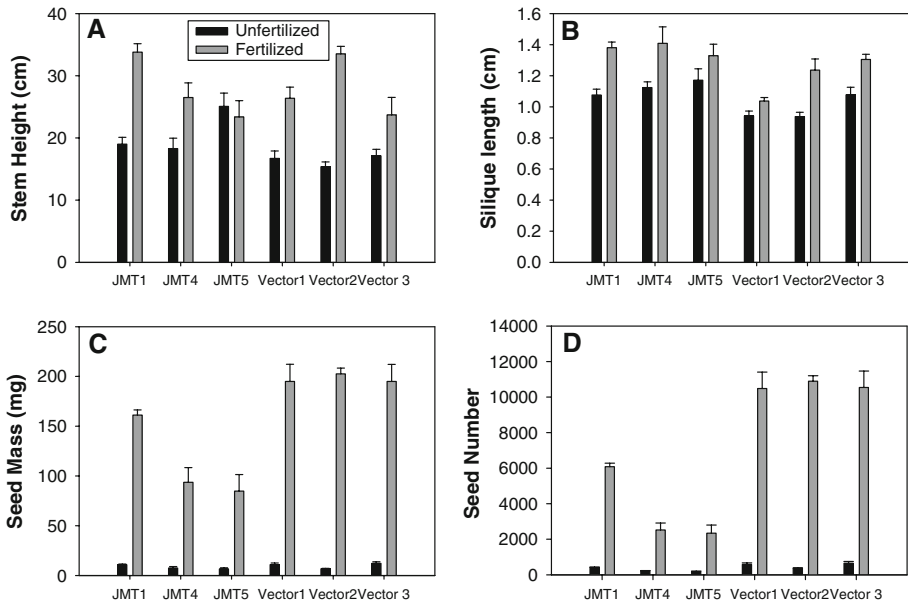 A
Unfertilized
Fertilized
Stem Height (cm)
40
30
20
10
0
JMT1 JMT4 JMT5 Vector1 Vector2 Vector 3
B
Silique length (cm)
1.6
1.4
1.2
1.0
0.8
0.6
0.4
0.2
0.0
JMT1 JMT4 JMT5 Vector1 Vector2 Vector 3
C
Seed Mass (mg)
250
200
150
100
50
0
JMT1 JMT4 JMT5 Vector1 Vector2 Vector 3
D
Seed Number
14000
12000
10000
8000
6000
4000
2000
0
JMT1 JMT4 JMT5 Vector1 Vector2 Vector 3